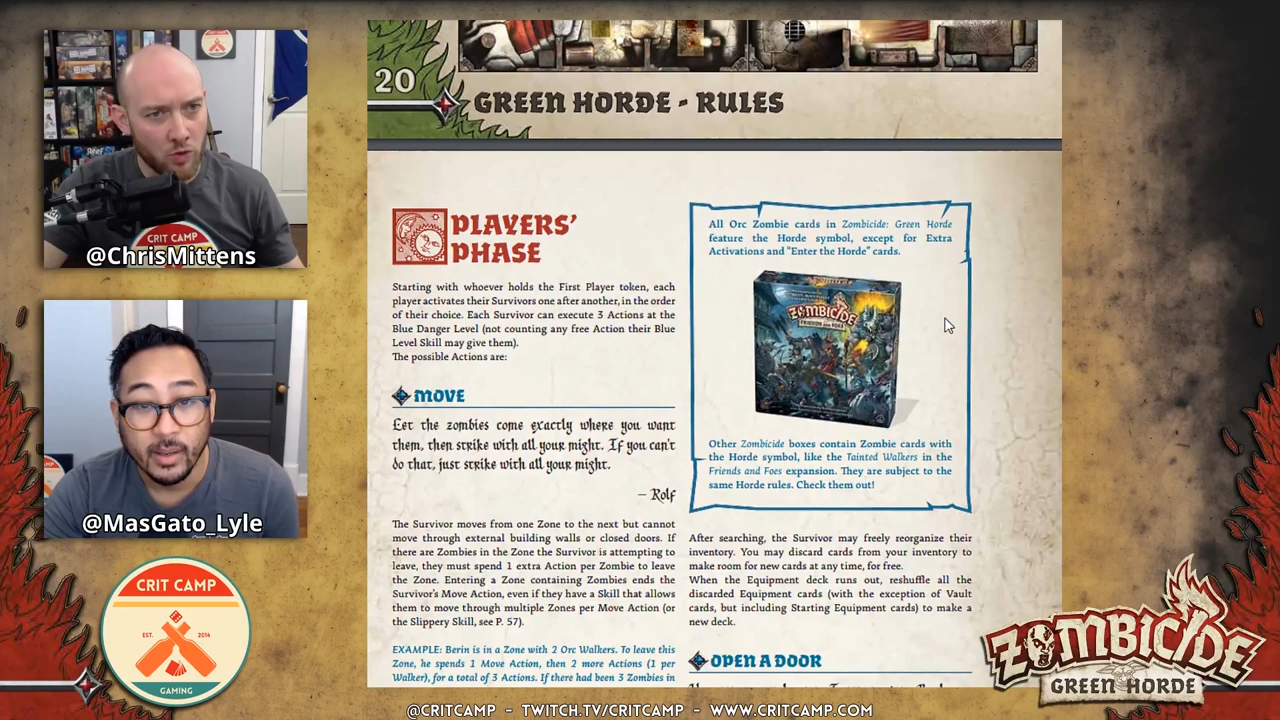 20
GREEN HORDE - RULES
CRIT CAMP
@ChrisMittens
@MasGato_Lyle
CRIT CAMP
EST.
2014
GAMING
PLAYERS'
PHASE
Starting with whoever holds the First Player token, each
player activates their Survivors one after another, in the order
of their choice. Each Survivor can execute 3 Actions at the
Blue Danger Level (not counting any free Action their Blue
Level Skill may give them).
The possible Actions are:
MOVE
Let the zombies come exactly where you want
them, then strike with all your might. If you can't
do that, just strike with all your might.
– Rolf
The Survivor moves from one Zone to the next but cannot
move through external building walls or closed doors. If
there are Zombies in the Zone the Survivor is attempting to
leave, they must spend 1 extra Action per Zombie to leave
the Zone. Entering a Zone containing Zombies ends the
Survivor's Move Action, even if they have a Skill that allows
them to move through multiple Zones per Move Action (or
the Slippery Skill, see P. 57).
EXAMPLE: Berin is in a Zone with 2 Orc Walkers. To leave this
Zone, he spends 1 Move Action, then 2 more Actions (1 per
Walker), for a total of 3 Actions. If there had been 3 Zombies in
All Orc Zombie cards in Zombicide: Green Horde
feature the Horde symbol, except for Extra
Activations and "Enter the Horde" cards.
ZOMBICIDE
FRIENDS AND FOES
Other Zombicide boxes contain Zombie cards with
the Horde symbol, like the Tainted Walkers in the
Friends and Foes expansion. They are subject to the
same Horde rules. Check them out!
After searching, the Survivor may freely reorganize their
inventory. You may discard cards from your inventory to
make room for new cards at any time, for free.
When the Equipment deck runs out, reshuffle all the
discarded Equipment cards (with the exception of Vault
cards, but including Starting Equipment cards) to make a
new deck.
OPEN A DOOR
ZOMBICIDE
GREEN HORDE
@CRITCAMP - TWITCH.TV/CRITCAMP - WWW.CRITCAMP.COM